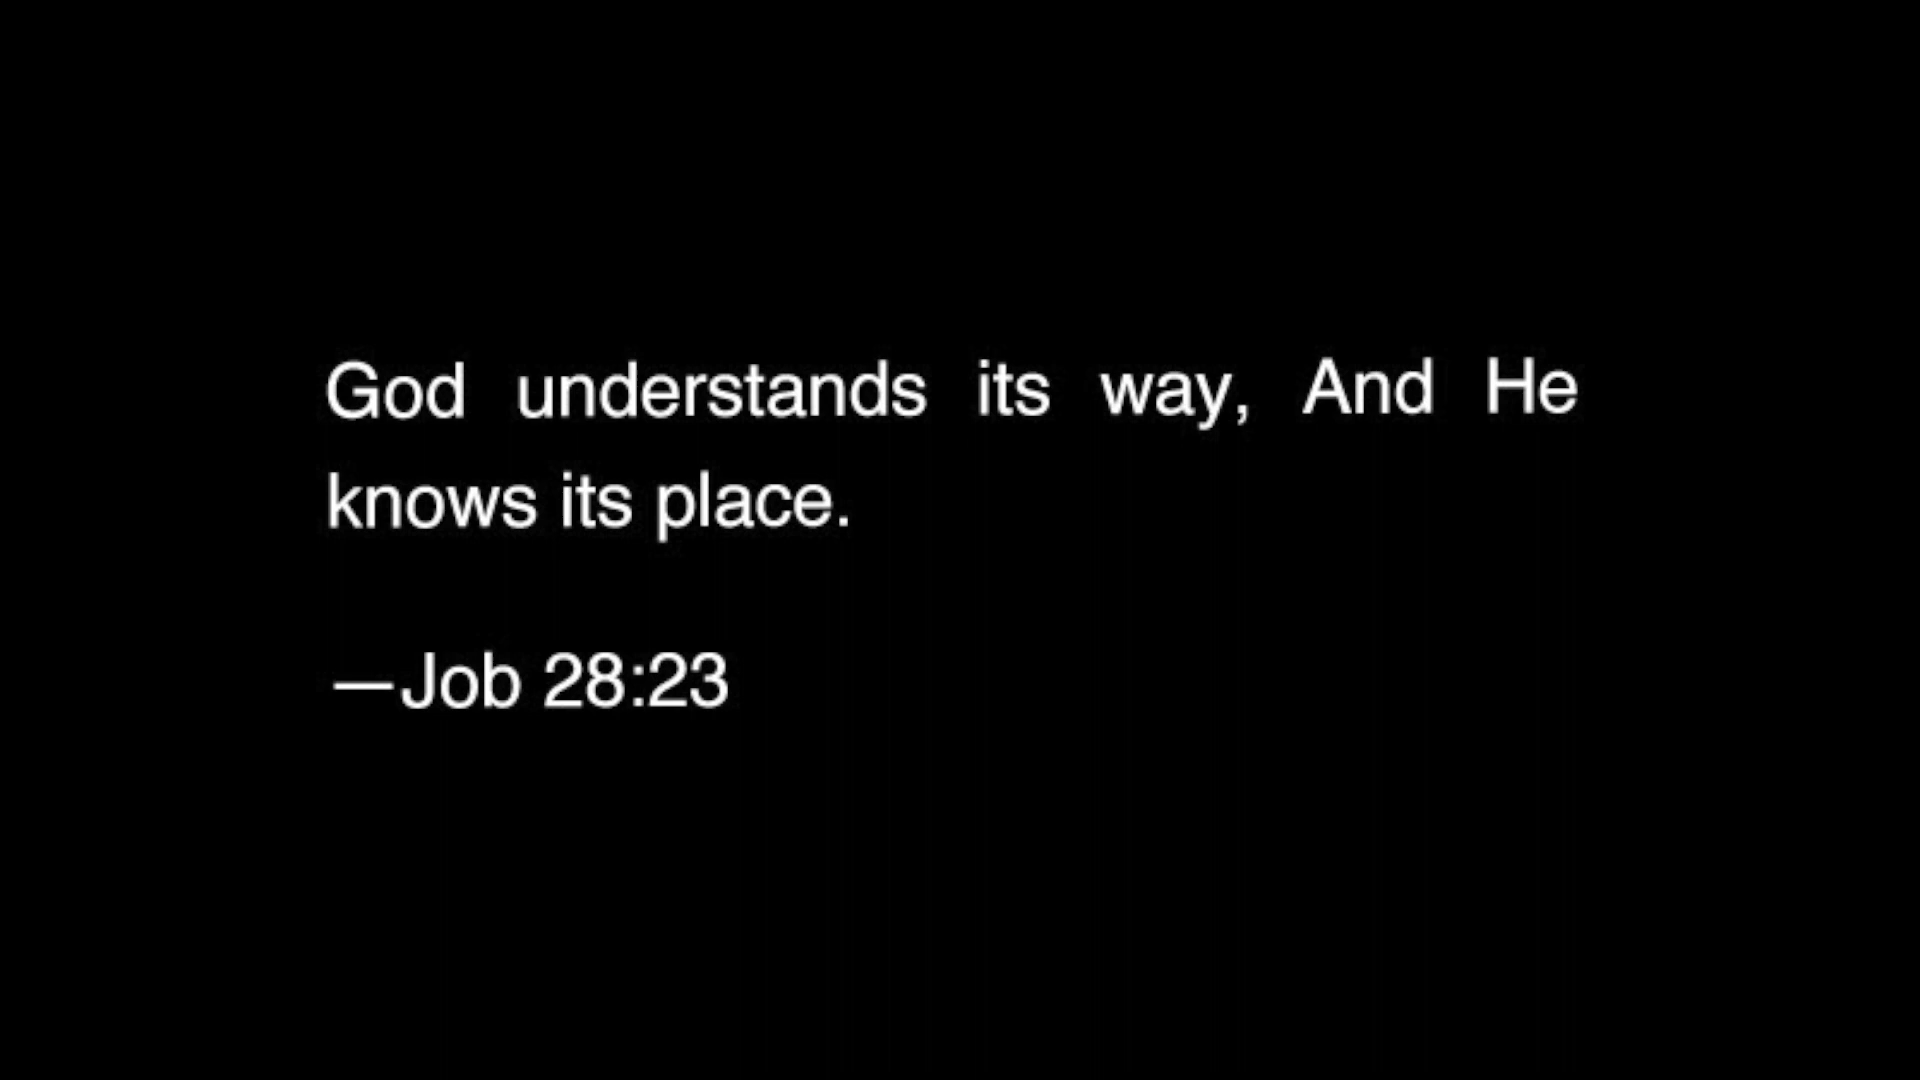 God understands its way, And He
knows its place.
—Job 28:23